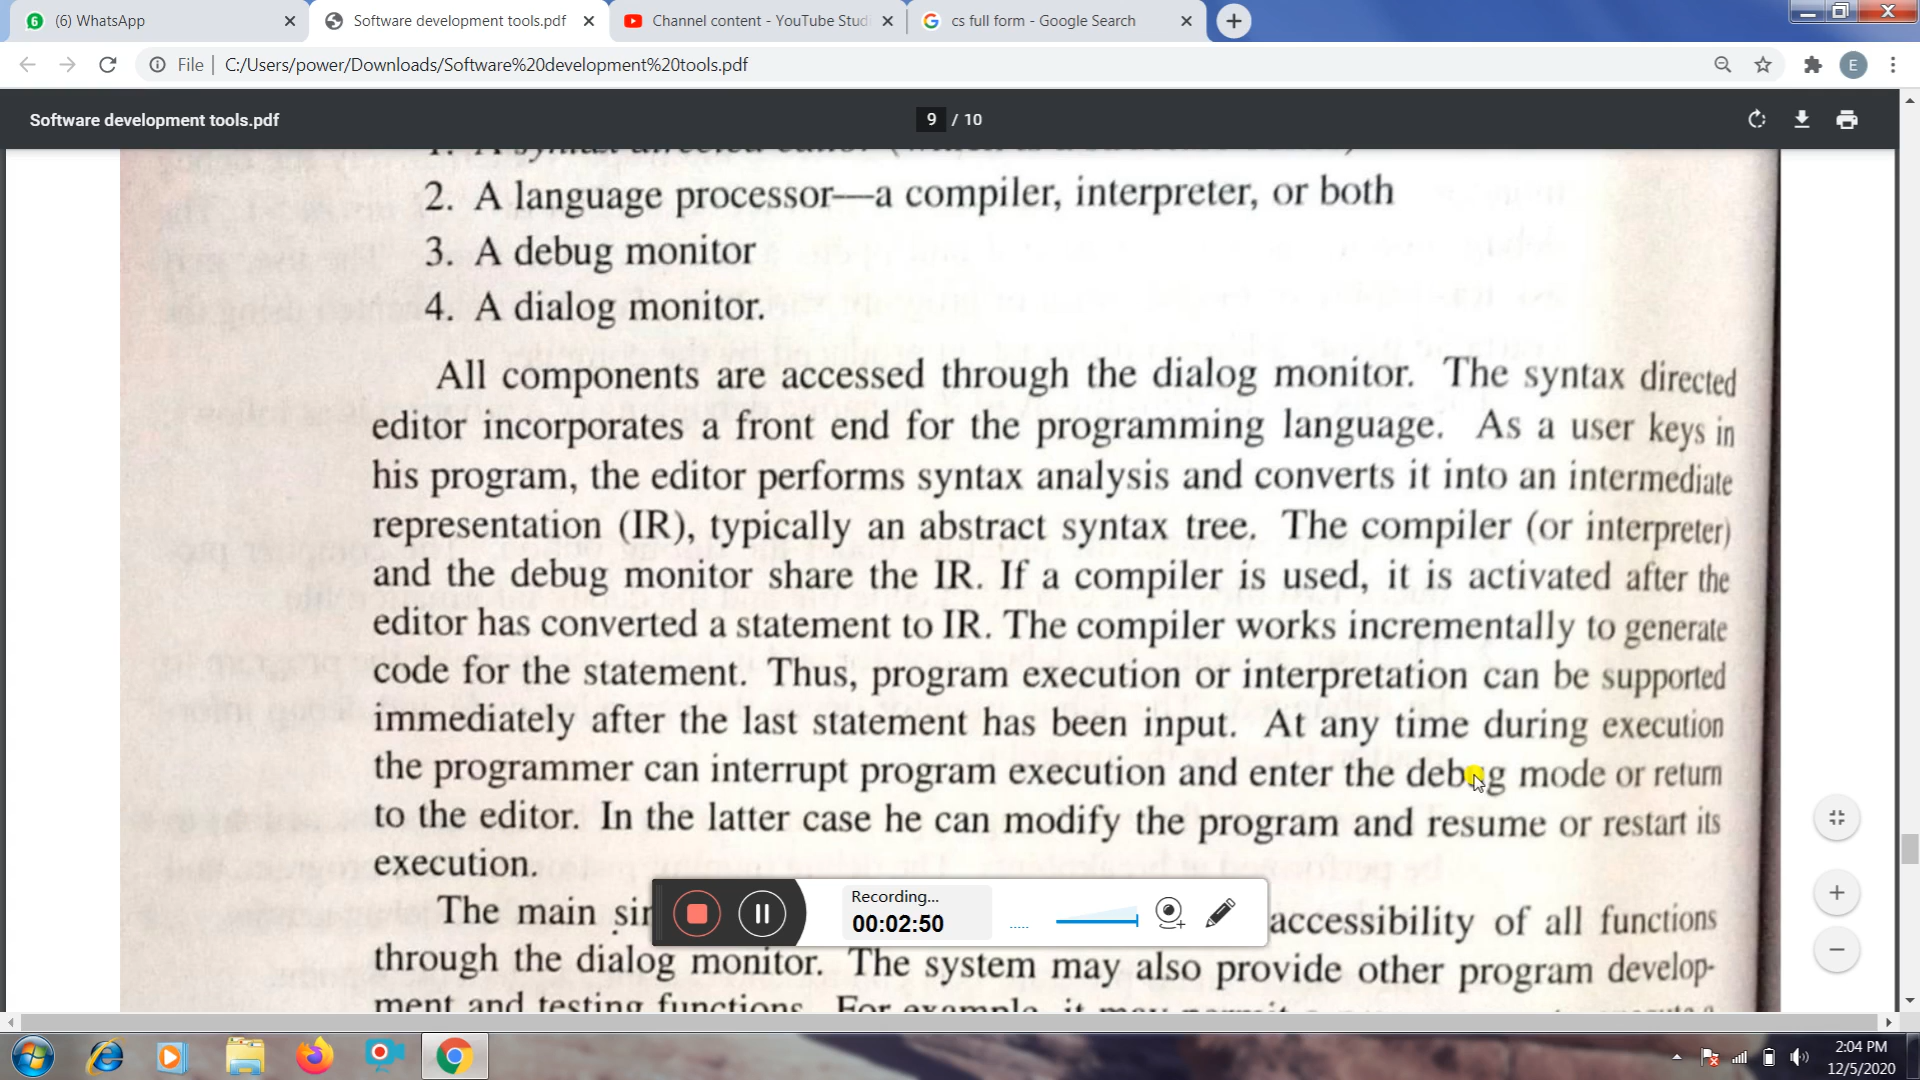 (6) WhatsApp
Software development tools.pdf
Channel content - YouTube Studi
cs full form - Google Search
File C:/Users/power/Downloads/Software%20development%20tools.pdf
E
Software development tools.pdf
9 / 10
2. A language processor—a compiler, interpreter, or both
3. A debug monitor
4. A dialog monitor.
All components are accessed through the dialog monitor. The syntax directed
editor incorporates a front end for the programming language. As a user keys in
his program, the editor performs syntax analysis and converts it into an intermediate
representation (IR), typically an abstract syntax tree. The compiler (or interpreter)
and the debug monitor share the IR. If a compiler is used, it is activated after the
editor has converted a statement to IR. The compiler works incrementally to generate
code for the statement. Thus, program execution or interpretation can be supported
immediately after the last statement has been input. At any time during execution
the programmer can interrupt program execution and enter the debug mode or return
to the editor. In the latter case he can modify the program and resume or restart its
execution.
The main accessibility of all functions
through the dialog monitor. The system may also provide other program develop-
ment and testing functions. For example, it may permit
Recording...
00:02:50
2:04 PM
12/5/2020